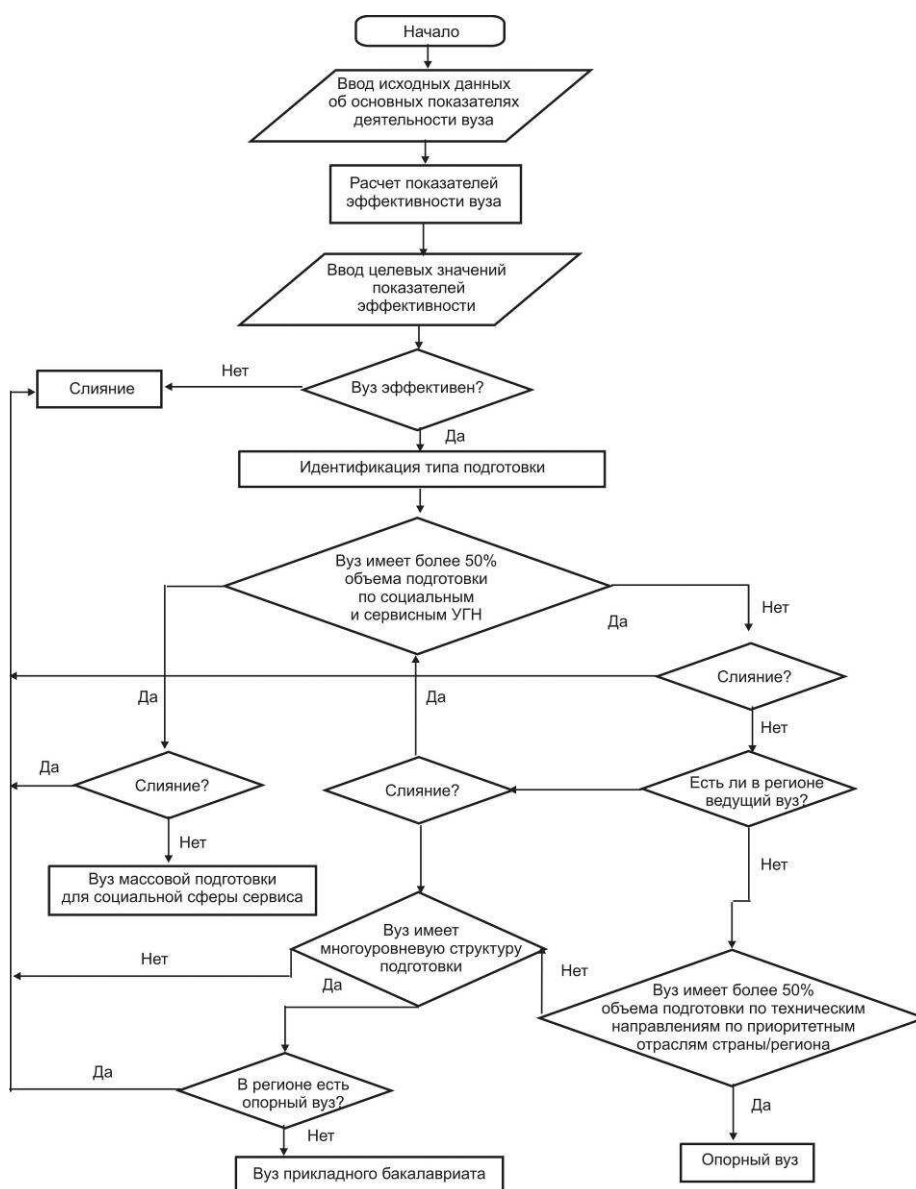 Начало
Ввод исходных данных
об основных показателях
деятельности вуза
Расчет показателей
эффективности вуза
Ввод целевых значений
показателей
эффективности
Нет
Слияние
Вуз эффективен?
Да
Идентификация типа подготовки
Вуз имеет более 50%
объема подготовки
по социальным
и сервисным УГН
Да
Нет
Слияние?
Да
Да
Нет
Да
Слияние?
Слияние?
Есть ли в регионе
ведущий вуз?
Нет
Нет
Вуз массовой подготовки
для социальной сферы сервиса
Вуз имеет
многоуровневую структуру
подготовки
Нет
Нет
Да
Вуз имеет более 50%
объема подготовки по техническим
направлениям по приоритетным
отраслям страны/региона
Да
В регионе есть
опорный вуз?
Да
Нет
Опорный вуз
Вуз прикладного бакалавриата